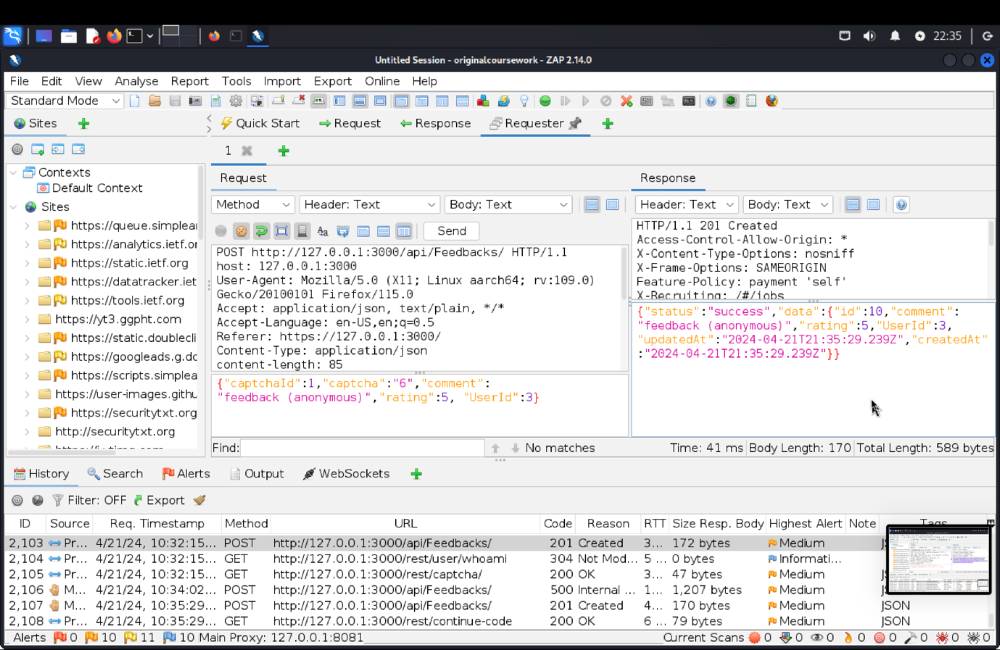 22:35
Untitled Session - originalcoursework - ZAP 2.14.0
File Edit View Analyse Report Tools Import Export Online Help
Standard Mode
Sites
Quick Start Request Response Requester
1
Request
Response
Method Header: Text Body: Text
Header: Text Body: Text
Send
Contexts
Default Context
Sites
https://queue.simplear
https://analytics.ietf.or
https://static.ietf.org
https://datatracker.iet
https://tools.ietf.org
https://yt3.ggpht.com
https://static.doublecli
https://googleads.g.dc
https://scripts.simplea
https://user-images.githu
https://securitytxt.org
http://securitytxt.org
POST http://127.0.0.1:3000/api/Feedbacks/ HTTP/1.1
host: 127.0.0.1:3000
User-Agent: Mozilla/5.0 (X11; Linux aarch64; rv:109.0)
Gecko/20100101 Firefox/115.0
Accept: application/json, text/plain, */*
Accept-Language: en-US,en;q=0.5
Referer: https://127.0.0.1:3000/
Content-Type: application/json
content-length: 85
{"captchaId":1,"captcha":"6","comment":
"feedback (anonymous)","rating":5, "UserId":3}
HTTP/1.1 201 Created
Access-Control-Allow-Origin: *
X-Content-Type-Options: nosniff
X-Frame-Options: SAMEORIGIN
Feature-Policy: payment 'self'
X-Recruiting: /#/jobs
{"status":"success","data":{"id":10,"comment":
"feedback (anonymous)","rating":5,"UserId":3,
"updatedAt":"2024-04-21T21:35:29.239Z","createdAt"
:"2024-04-21T21:35:29.239Z"}}
Find: No matches
Time: 41 ms Body Length: 170 Total Length: 589 bytes
History Search Alerts Output WebSockets
Filter: OFF Export
ID Source Req. Timestamp Method URL Code Reason RTT Size Resp. Body Highest Alert Note Tags
2,103 Pr... 4/21/24, 10:32:15... POST http://127.0.0.1:3000/api/Feedbacks/ 201 Created 3... 172 bytes Medium
2,104 Pr... 4/21/24, 10:32:15... GET http://127.0.0.1:3000/rest/user/whoami 304 Not Mod... 5 ... 0 bytes Informati...
2,105 Pr... 4/21/24, 10:32:15... GET http://127.0.0.1:3000/rest/captcha/ 200 OK 3... 47 bytes Medium
2,106 M... 4/21/24, 10:34:02... POST http://127.0.0.1:3000/api/Feedbacks/ 500 Internal ... 1... 1,207 bytes Medium
2,107 M... 4/21/24, 10:35:29... POST http://127.0.0.1:3000/api/Feedbacks/ 201 Created 4... 170 bytes Medium JSON
2,108 Pr... 4/21/24, 10:35:29... GET http://127.0.0.1:3000/rest/continue-code 200 OK 6 ... 79 bytes Medium JSON
Alerts 0 10 11 10 Main Proxy: 127.0.0.1:8081
Current Scans 0 0 0 0 0 0 0 0